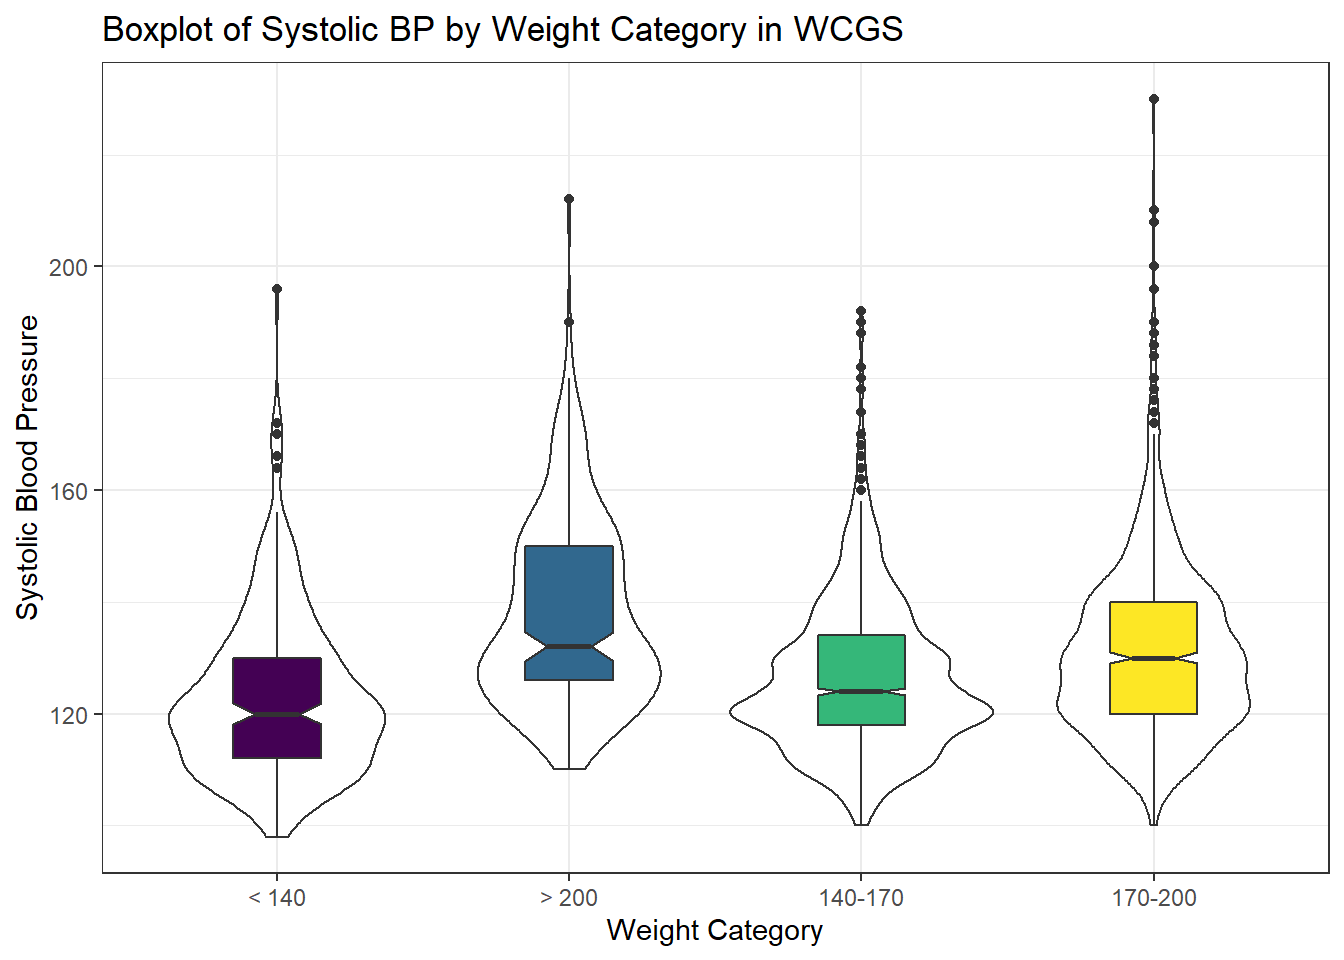 Boxplot of Systolic BP by Weight Category in WCGS
Systolic Blood Pressure
200
160
120
< 140
> 200
140-170
170-200
Weight Category